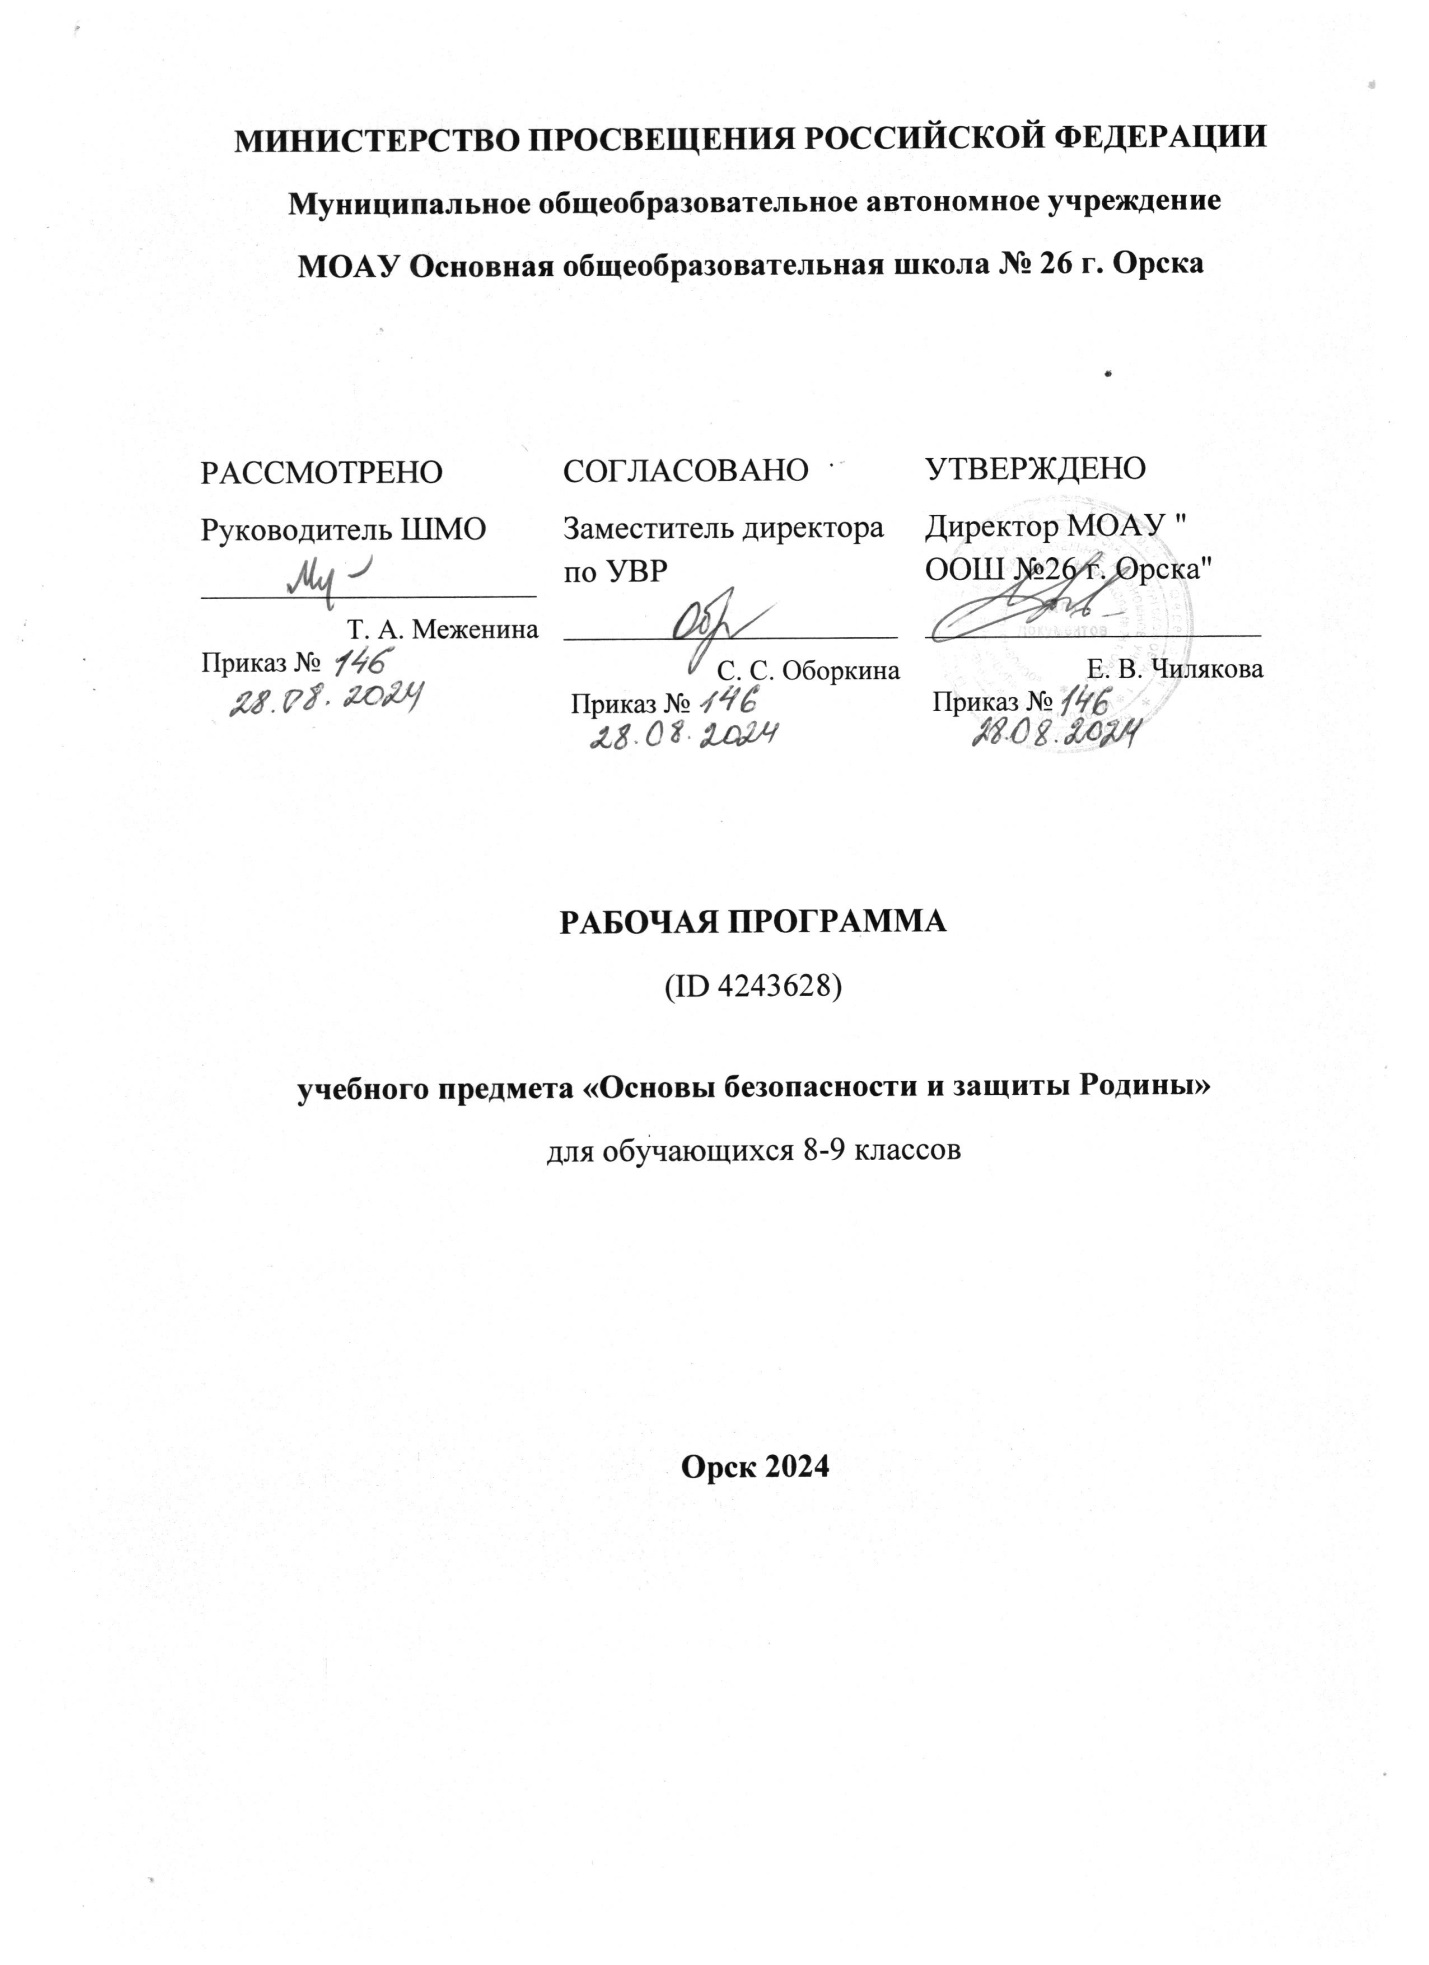 МИНИСТЕРСТВО ПРОСВЕЩЕНИЯ РОССИЙСКОЙ ФЕДЕРАЦИИ
Муниципальное общеобразовательное автономное учреждение
МОАУ Основная общеобразовательная школа № 26 г. Орска
РАССМОТРЕНО
Руководитель ШМО
Т. А. Меженина
Приказ № 146
28.08.2024
СОГЛАСОВАНО
Заместитель директора
по УВР
С. С. Оборкина
Приказ № 146
28.08.2024
УТВЕРЖДЕНО
Директор МОАУ "
ООШ №26 г. Орска"
Е. В. Чилякова
Приказ № 146
28.08.2024
РАБОЧАЯ ПРОГРАММА
(ID 4243628)
учебного предмета «Основы безопасности и защиты Родины»
для обучающихся 8-9 классов
Орск 2024